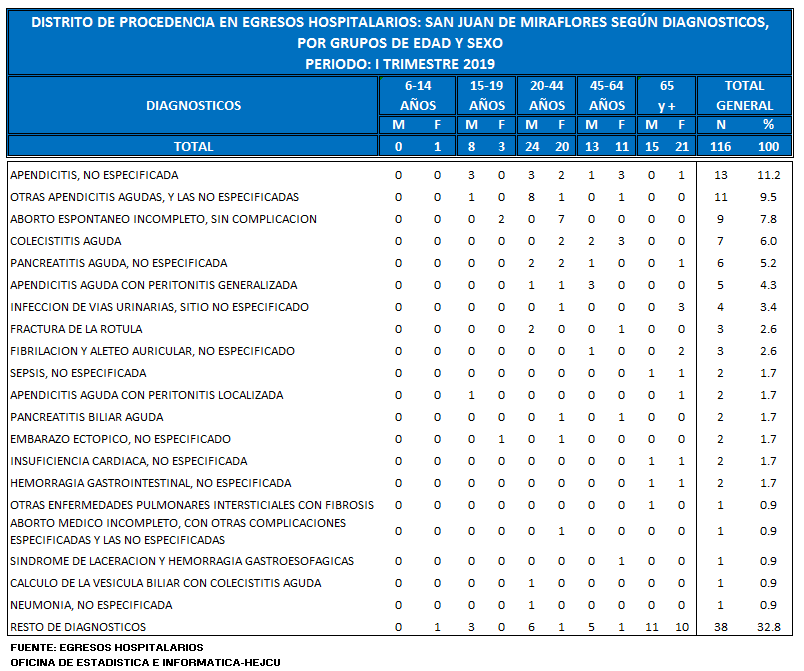 DISTRITO DE PROCEDENCIA EN EGRESOS HOSPITALARIOS: SAN JUAN DE MIRAFLORES SEGÚN DIAGNOSTICOS,
POR GRUPOS DE EDAD Y SEXO
PERIODO: I TRIMESTRE 2019
DIAGNOSTICOS 6-14 AÑOS 15-19 AÑOS 20-44 AÑOS 45-64 AÑOS 65 y + TOTAL GENERAL
M F M F M F M F M F N %
TOTAL 0 1 8 3 24 20 13 11 15 21 116 100
APENDICITIS, NO ESPECIFICADA 0 0 3 0 3 2 1 3 0 1 13 11.2
OTRAS APENDICITIS AGUDAS, Y LAS NO ESPECIFICADAS 0 0 1 0 8 1 0 1 0 0 11 9.5
ABORTO ESPONTANEO INCOMPLETO, SIN COMPLICACION 0 0 0 2 0 7 0 0 0 0 9 7.8
COLECISTITIS AGUDA 0 0 0 0 0 2 2 3 0 0 7 6.0
PANCREATITIS AGUDA, NO ESPECIFICADA 0 0 0 0 2 2 1 0 0 1 6 5.2
APENDICITIS AGUDA CON PERITONITIS GENERALIZADA 0 0 0 0 1 1 3 0 0 0 5 4.3
INFECCION DE VIAS URINARIAS, SITIO NO ESPECIFICADO 0 0 0 0 0 1 0 0 0 3 4 3.4
FRACTURA DE LA ROTULA 0 0 0 0 2 0 0 1 0 0 3 2.6
FIBRILACION Y ALETEO AURICULAR, NO ESPECIFICADO 0 0 0 0 0 0 1 0 0 2 3 2.6
SEPSIS, NO ESPECIFICADA 0 0 0 0 0 0 0 0 1 1 2 1.7
APENDICITIS AGUDA CON PERITONITIS LOCALIZADA 0 0 1 0 0 0 0 0 0 1 2 1.7
PANCREATITIS BILIAR AGUDA 0 0 0 0 0 1 0 1 0 0 2 1.7
EMBARAZO ECTOPICO, NO ESPECIFICADO 0 0 0 1 0 1 0 0 0 0 2 1.7
INSUFICIENCIA CARDIACA, NO ESPECIFICADA 0 0 0 0 0 0 0 0 1 1 2 1.7
HEMORRAGIA GASTROINTESTINAL, NO ESPECIFICADA 0 0 0 0 0 0 0 0 1 1 2 1.7
OTRAS ENFERMEDADES PULMONARES INTERSTICIALES CON FIBROSIS 0 0 0 0 0 0 0 0 1 0 1 0.9
ABORTO MEDICO INCOMPLETO, CON OTRAS COMPLICACIONES
ESPECIFICADAS Y LAS NO ESPECIFICADAS 0 0 0 0 0 1 0 0 0 0 1 0.9
SINDROME DE LACERACION Y HEMORRAGIA GASTROESOFAGICAS 0 0 0 0 0 0 0 1 0 0 1 0.9
CALCULO DE LA VESICULA BILIAR CON COLECISTITIS AGUDA 0 0 0 0 1 0 0 0 0 0 1 0.9
NEUMONIA, NO ESPECIFICADA 0 0 0 0 1 0 0 0 0 0 1 0.9
RESTO DE DIAGNOSTICOS 0 1 3 0 6 1 5 1 11 10 38 32.8
FUENTE: EGRESOS HOSPITALARIOS
OFICINA DE ESTADISTICA E INFORMATICA-HEJCU